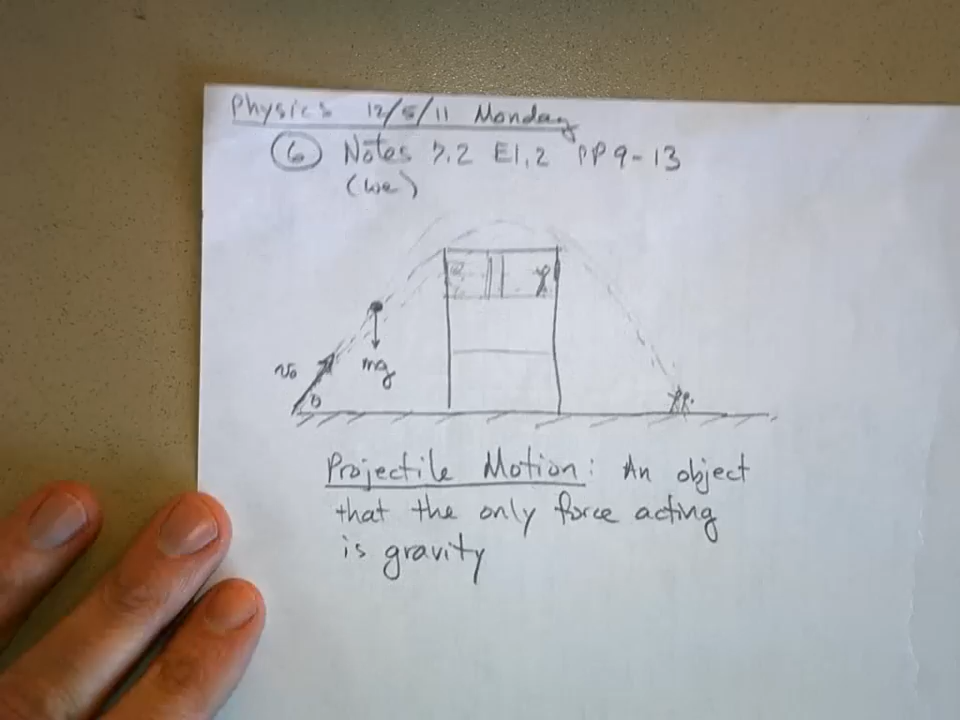 Physics 12/5/11 Monday
6 Notes 7.2 E1,2 PP 9-13
(we)
v₀
θ
mg
Projectile Motion: An object
that the only force acting
is gravity